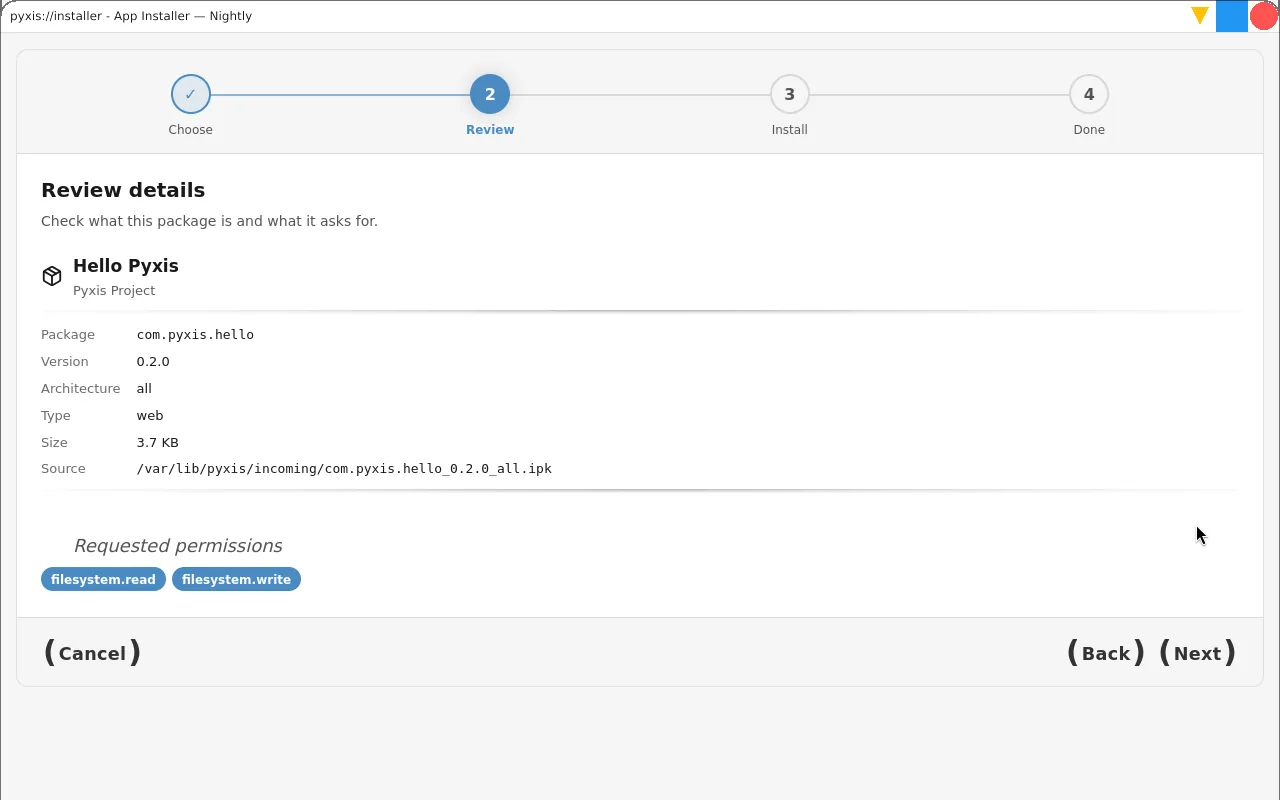 pyxis://installer - App Installer — Nightly
✓ 2 3 4
Choose Review Install Done
Review details
Check what this package is and what it asks for.
Hello Pyxis
Pyxis Project
Package com.pyxis.hello
Version 0.2.0
Architecture all
Type web
Size 3.7 KB
Source /var/lib/pyxis/incoming/com.pyxis.hello_0.2.0_all.ipk
Requested permissions
filesystem.read filesystem.write
(Cancel) (Back) (Next)